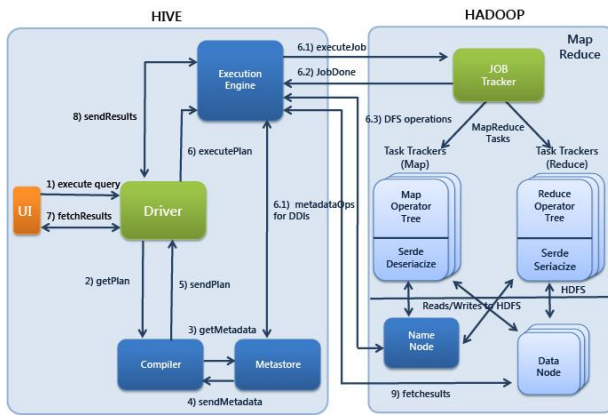 HIVE
HADOOP
Map
Reduce
6.1) executeJob
6.2) JobDone
Execution
Engine
JOB
Tracker
8) sendResults
6.3) DFS operations
MapReduce
Tasks
6) executePlan
Task Trackers
(Map)
Task Trackers
(Reduce)
1) execute query
UI
7) fetchResults
Driver
6.1) metadataOps
for DDIs
Map
Operator
Tree
Serde
Deseriacize
Reduce
Operator
Tree
Serde
Seriacize
2) getPlan
5) sendPlan
HDFS
Reads/Writes to HDFS
3) getMetadata
Name
Node
Compiler
Metastore
Data
Node
4) sendMetadata
9) fetchesults